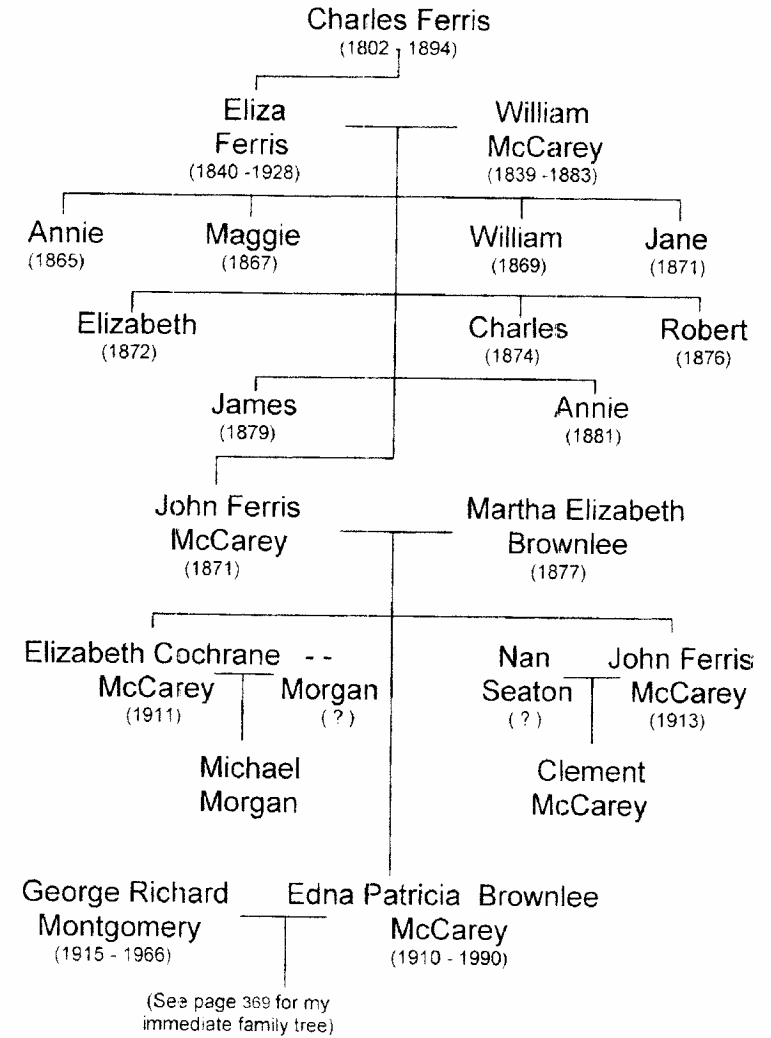 Charles Ferris
(1802 - 1894)
Eliza William
Ferris McCarey
(1840 -1928) (1839 -1883)
Annie Maggie William Jane
(1865) (1867) (1869) (1871)
Elizabeth Charles Robert
(1872) (1874) (1876)
James Annie
(1879) (1881)
John Ferris Martha Elizabeth
McCarey Brownlee
(1871) (1877)
Elizabeth Cochrane - - Nan John Ferris
McCarey Morgan Seaton McCarey
(1911) (?) (?) (1913)
Michael Clement
Morgan McCarey
George Richard Edna Patricia Brownlee
Montgomery McCarey
(1915 - 1966) (1910 - 1990)
(See page 369 for my
immediate family tree)